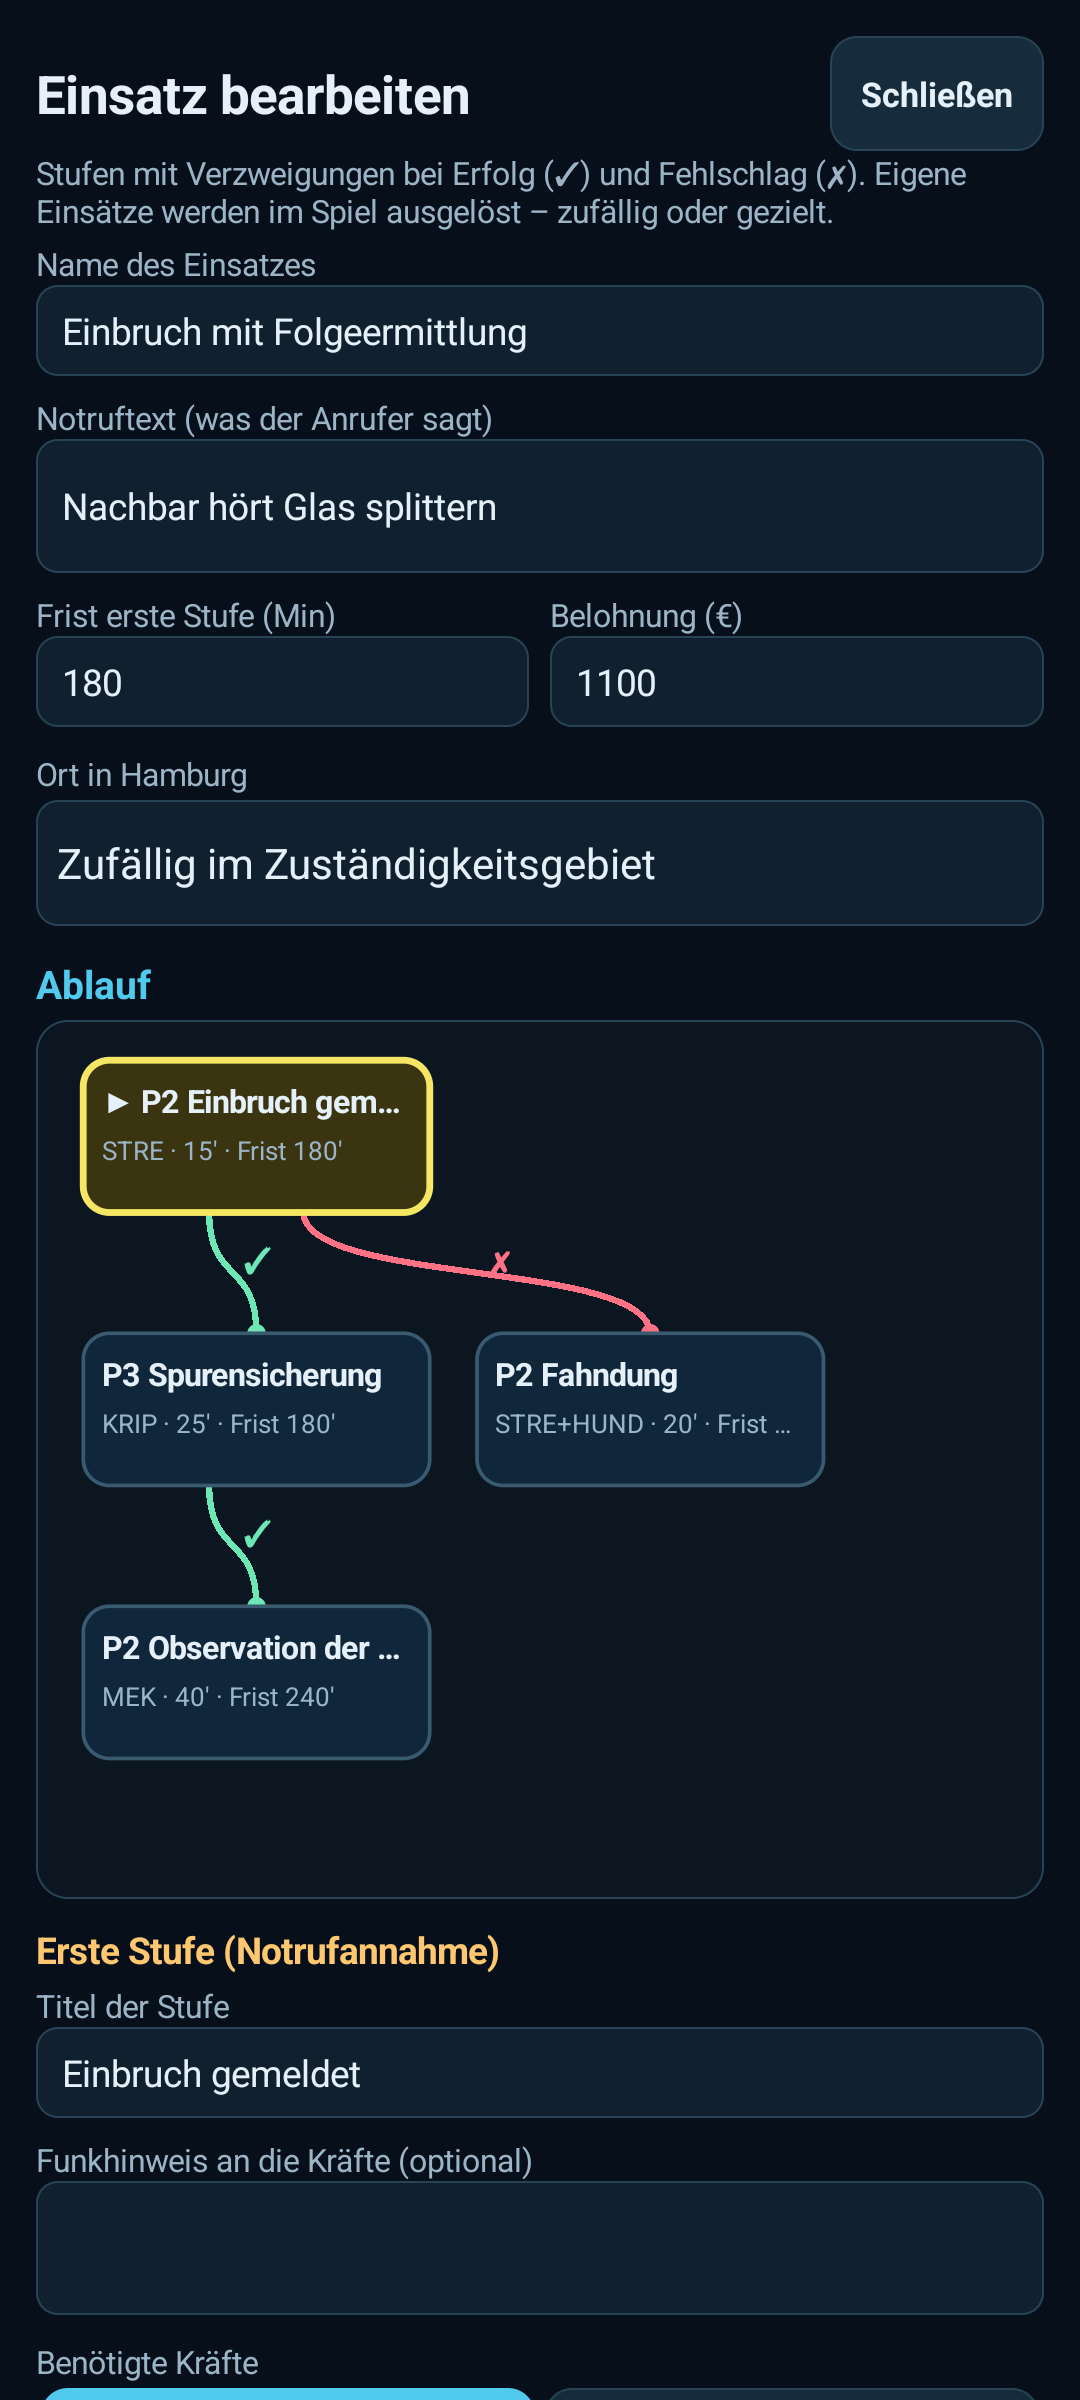 Einsatz bearbeiten
Schließen
Stufen mit Verzweigungen bei Erfolg (✓) und Fehlschlag (✗). Eigene
Einsätze werden im Spiel ausgelöst – zufällig oder gezielt.
Name des Einsatzes
Einbruch mit Folgeermittlung
Notruftext (was der Anrufer sagt)
Nachbar hört Glas splittern
Frist erste Stufe (Min)
Belohnung (€)
180
1100
Ort in Hamburg
Zufällig im Zuständigkeitsgebiet
Ablauf
► P2 Einbruch gem…
STRE · 15' · Frist 180'
✓
✗
P3 Spurensicherung
KRIP · 25' · Frist 180'
P2 Fahndung
STRE+HUND · 20' · Frist …
✓
P2 Observation der …
MEK · 40' · Frist 240'
Erste Stufe (Notrufannahme)
Titel der Stufe
Einbruch gemeldet
Funkhinweis an die Kräfte (optional)
Benötigte Kräfte